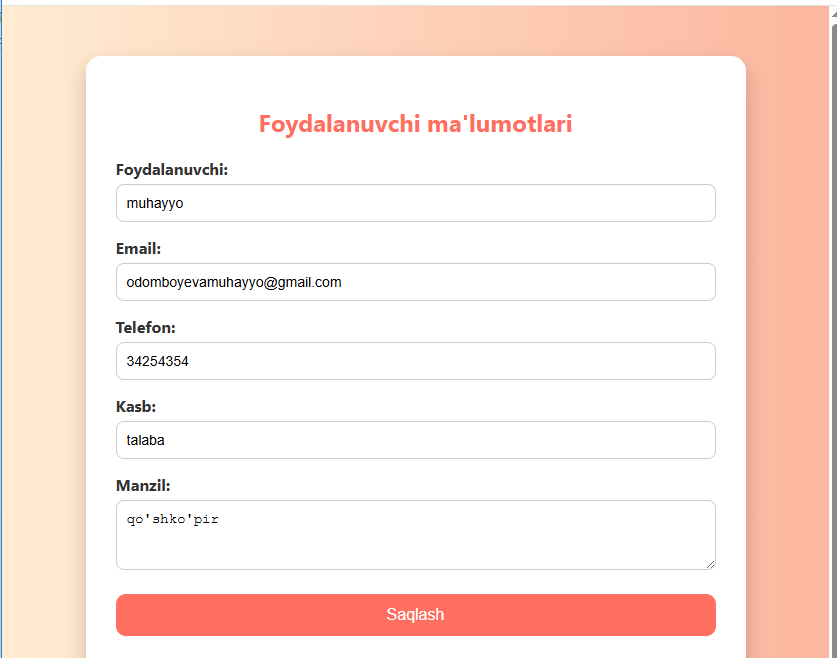 Foydalanuvchi ma'lumotlari
Foydalanuvchi:
muhayyo
Email:
odomboyevamuhayyo@gmail.com
Telefon:
34254354
Kasb:
talaba
Manzil:
qo'shko'pir
Saqlash